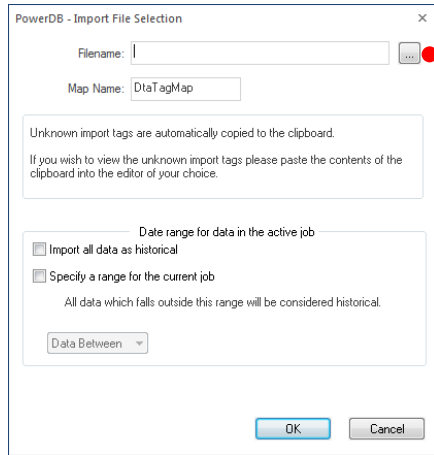 PowerDB - Import File Selection
Filename:
...
Map Name: DtaTagMap
Unknown import tags are automatically copied to the clipboard.
If you wish to view the unknown import tags please paste the contents of the
clipboard into the editor of your choice.
Date range for data in the active job
Import all data as historical
Specify a range for the current job
All data which falls outside this range will be considered historical.
Data Between
OK Cancel